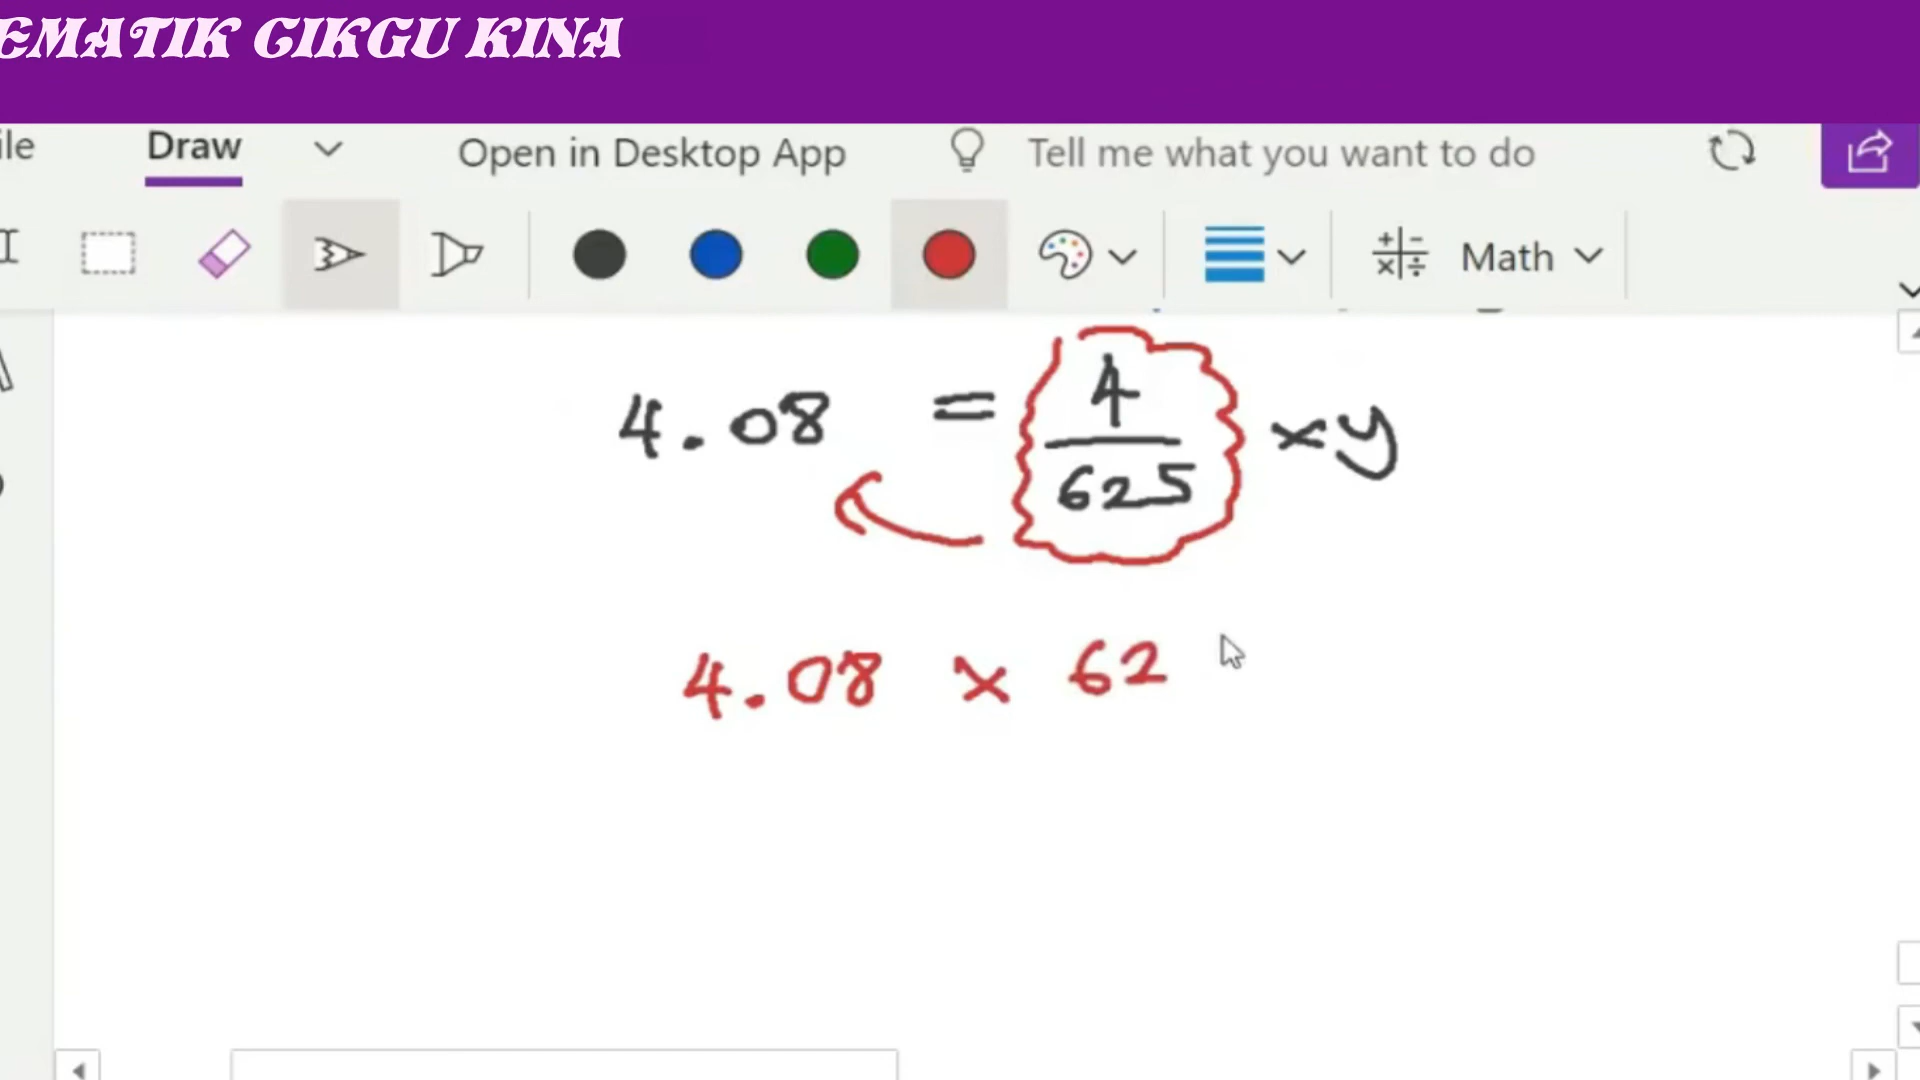 EMATIK CIKGU KINA
ile Draw Open in Desktop App Tell me what you want to do
Math
4.08 = 4/625 × y
4.08 × 62